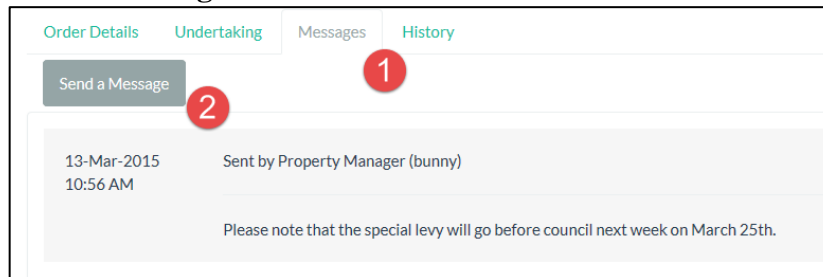 Order Details Undertaking Messages History
1
Send a Message
2
13-Mar-2015 Sent by Property Manager (bunny)
10:56 AM
Please note that the special levy will go before council next week on March 25th.